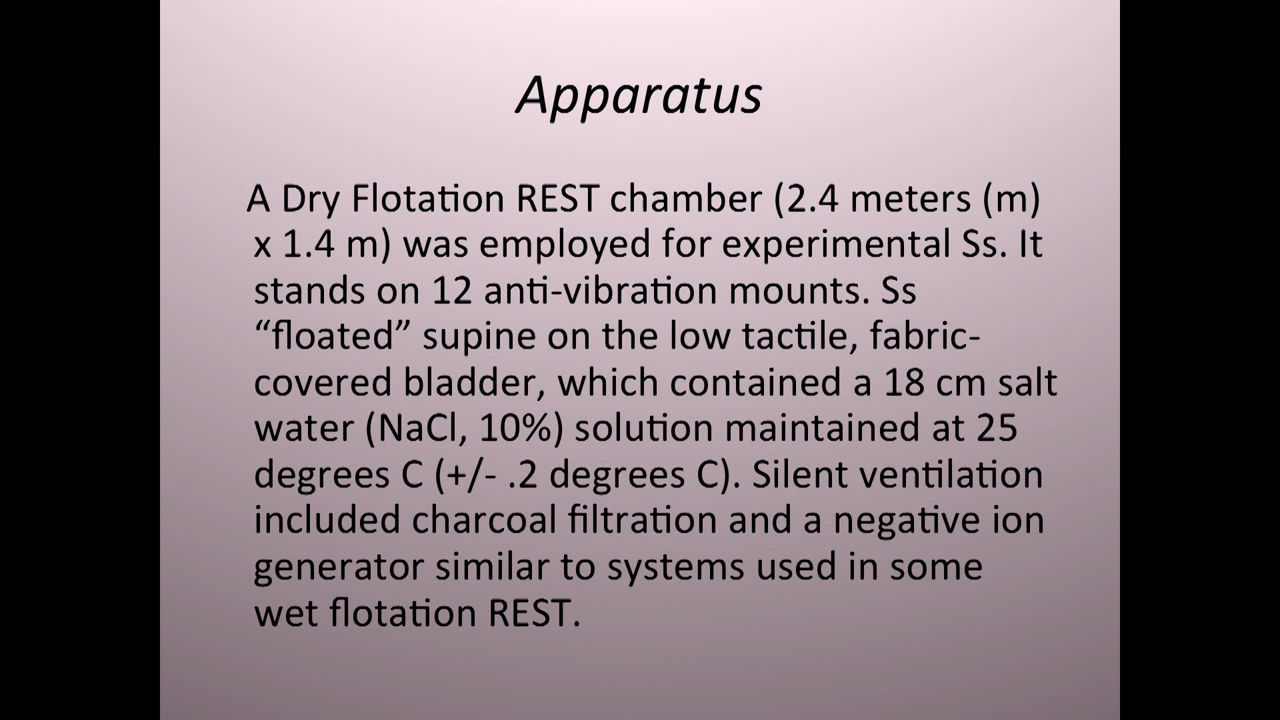 Apparatus
A Dry Flotation REST chamber (2.4 meters (m)
x 1.4 m) was employed for experimental Ss. It
stands on 12 anti-vibration mounts. Ss
“floated” supine on the low tactile, fabric-
covered bladder, which contained a 18 cm salt
water (NaCl, 10%) solution maintained at 25
degrees C (+/- .2 degrees C). Silent ventilation
included charcoal filtration and a negative ion
generator similar to systems used in some
wet flotation REST.